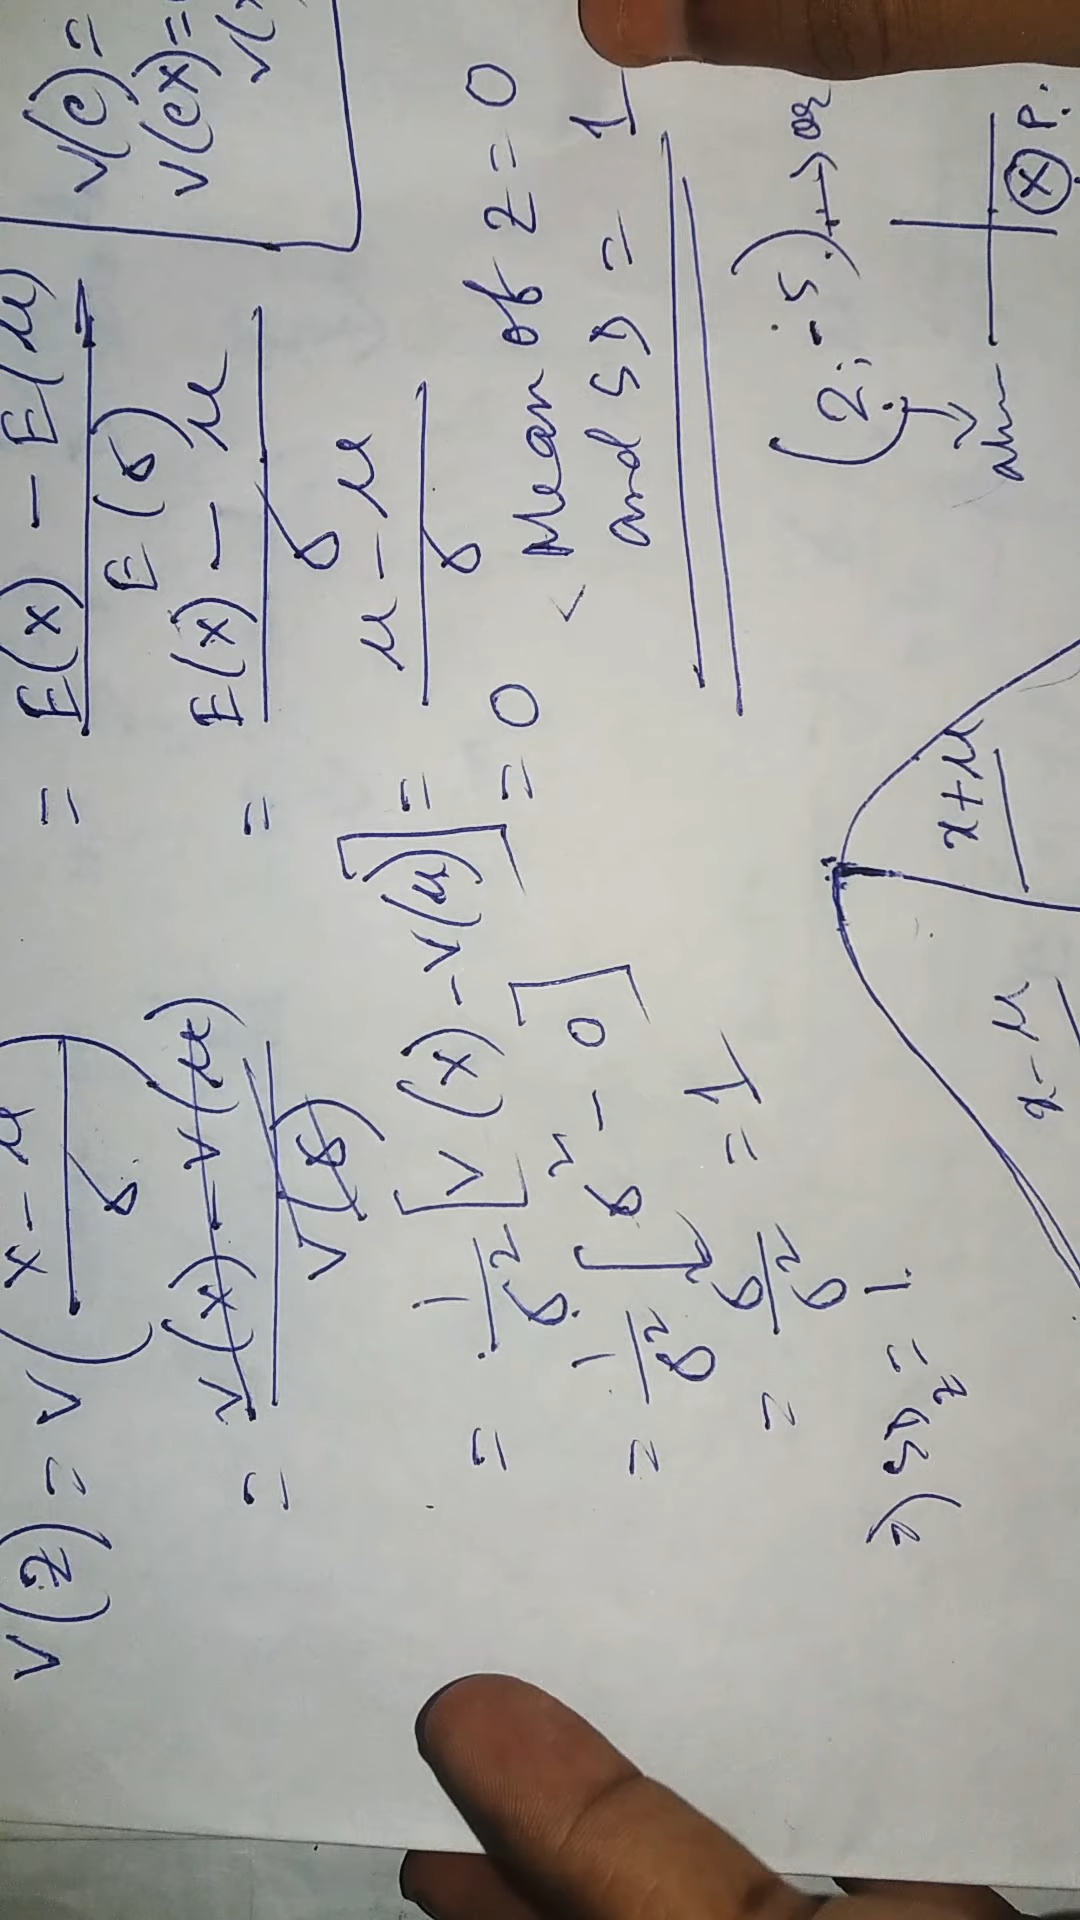 V(z) = V(x - μ / σ)
= V(x) - V(μ) / V(σ)
= 1/σ² [V(x) - V(μ)]
= 1/σ² [σ² - 0]
= σ²/σ² = 1
SD_z = 1
= E(x) - E(μ) / E(σ)
= E(x) - μ / σ
= μ - μ / σ
= 0
V(c) =
V(cx) =
V(
Mean of z = 0
and SD = 1
(2, -5)
x P.
x - μ
x + μ